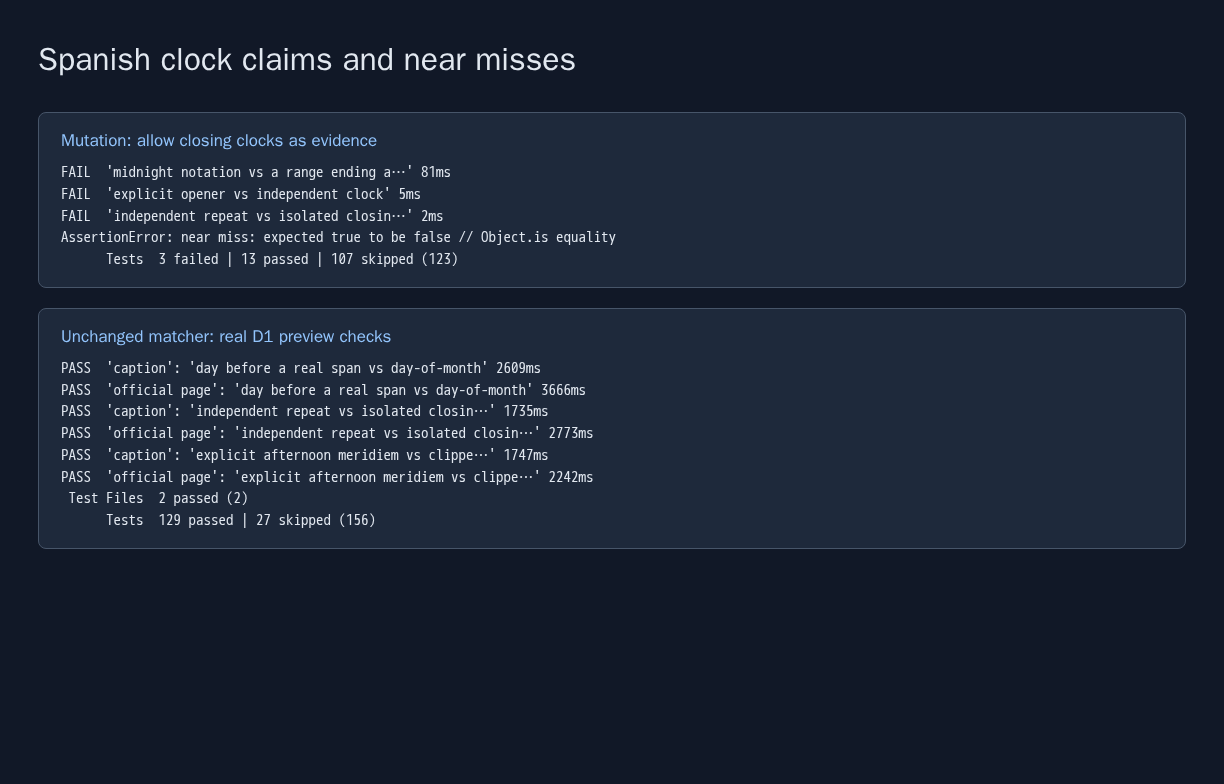 Spanish clock claims and near misses
Mutation: allow closing clocks as evidence
FAIL  'midnight notation vs a range ending a⋯' 81ms
FAIL  'explicit opener vs independent clock' 5ms
FAIL  'independent repeat vs isolated closin⋯' 2ms
AssertionError: near miss: expected true to be false // Object.is equality
      Tests  3 failed | 13 passed | 107 skipped (123)
Unchanged matcher: real D1 preview checks
PASS  'caption': 'day before a real span vs day-of-month' 2609ms
PASS  'official page': 'day before a real span vs day-of-month' 3666ms
PASS  'caption': 'independent repeat vs isolated closin⋯' 1735ms
PASS  'official page': 'independent repeat vs isolated closin⋯' 2773ms
PASS  'caption': 'explicit afternoon meridiem vs clippe⋯' 1747ms
PASS  'official page': 'explicit afternoon meridiem vs clippe⋯' 2242ms
 Test Files  2 passed (2)
      Tests  129 passed | 27 skipped (156)